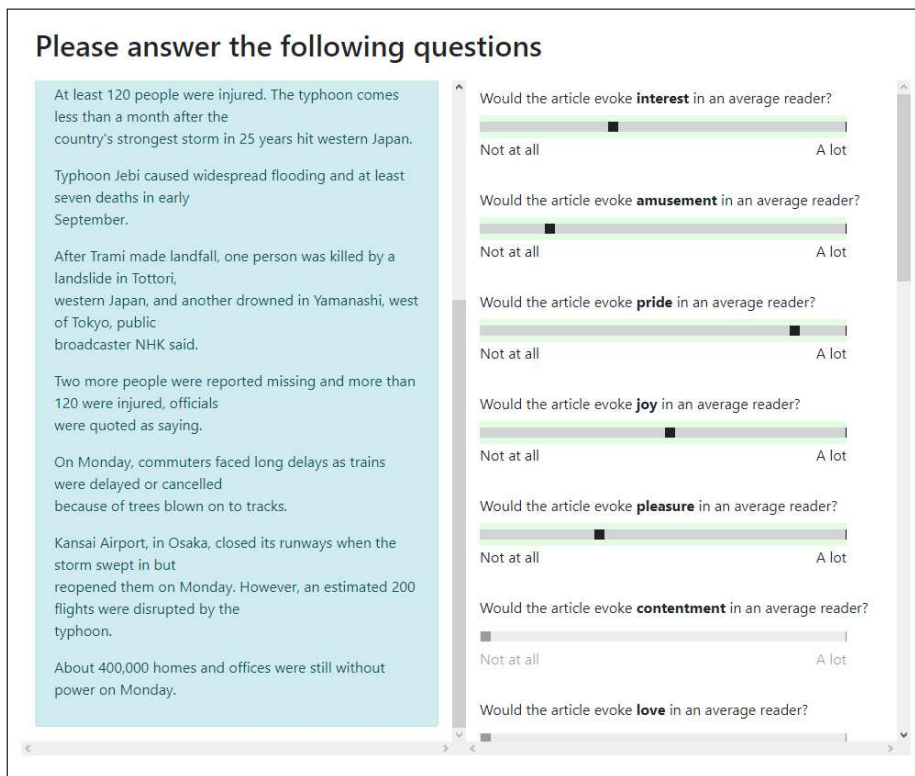 Please answer the following questions
At least 120 people were injured. The typhoon comes
less than a month after the
country's strongest storm in 25 years hit western Japan.
Typhoon Jebi caused widespread flooding and at least
seven deaths in early
September.
After Trami made landfall, one person was killed by a
landslide in Tottori,
western Japan, and another drowned in Yamanashi, west
of Tokyo, public
broadcaster NHK said.
Two more people were reported missing and more than
120 were injured, officials
were quoted as saying.
On Monday, commuters faced long delays as trains
were delayed or cancelled
because of trees blown on to tracks.
Kansai Airport, in Osaka, closed its runways when the
storm swept in but
reopened them on Monday. However, an estimated 200
flights were disrupted by the
typhoon.
About 400,000 homes and offices were still without
power on Monday.
Would the article evoke interest in an average reader?
Not at all A lot
Would the article evoke amusement in an average reader?
Not at all A lot
Would the article evoke pride in an average reader?
Not at all A lot
Would the article evoke joy in an average reader?
Not at all A lot
Would the article evoke pleasure in an average reader?
Not at all A lot
Would the article evoke contentment in an average reader?
Not at all A lot
Would the article evoke love in an average reader?